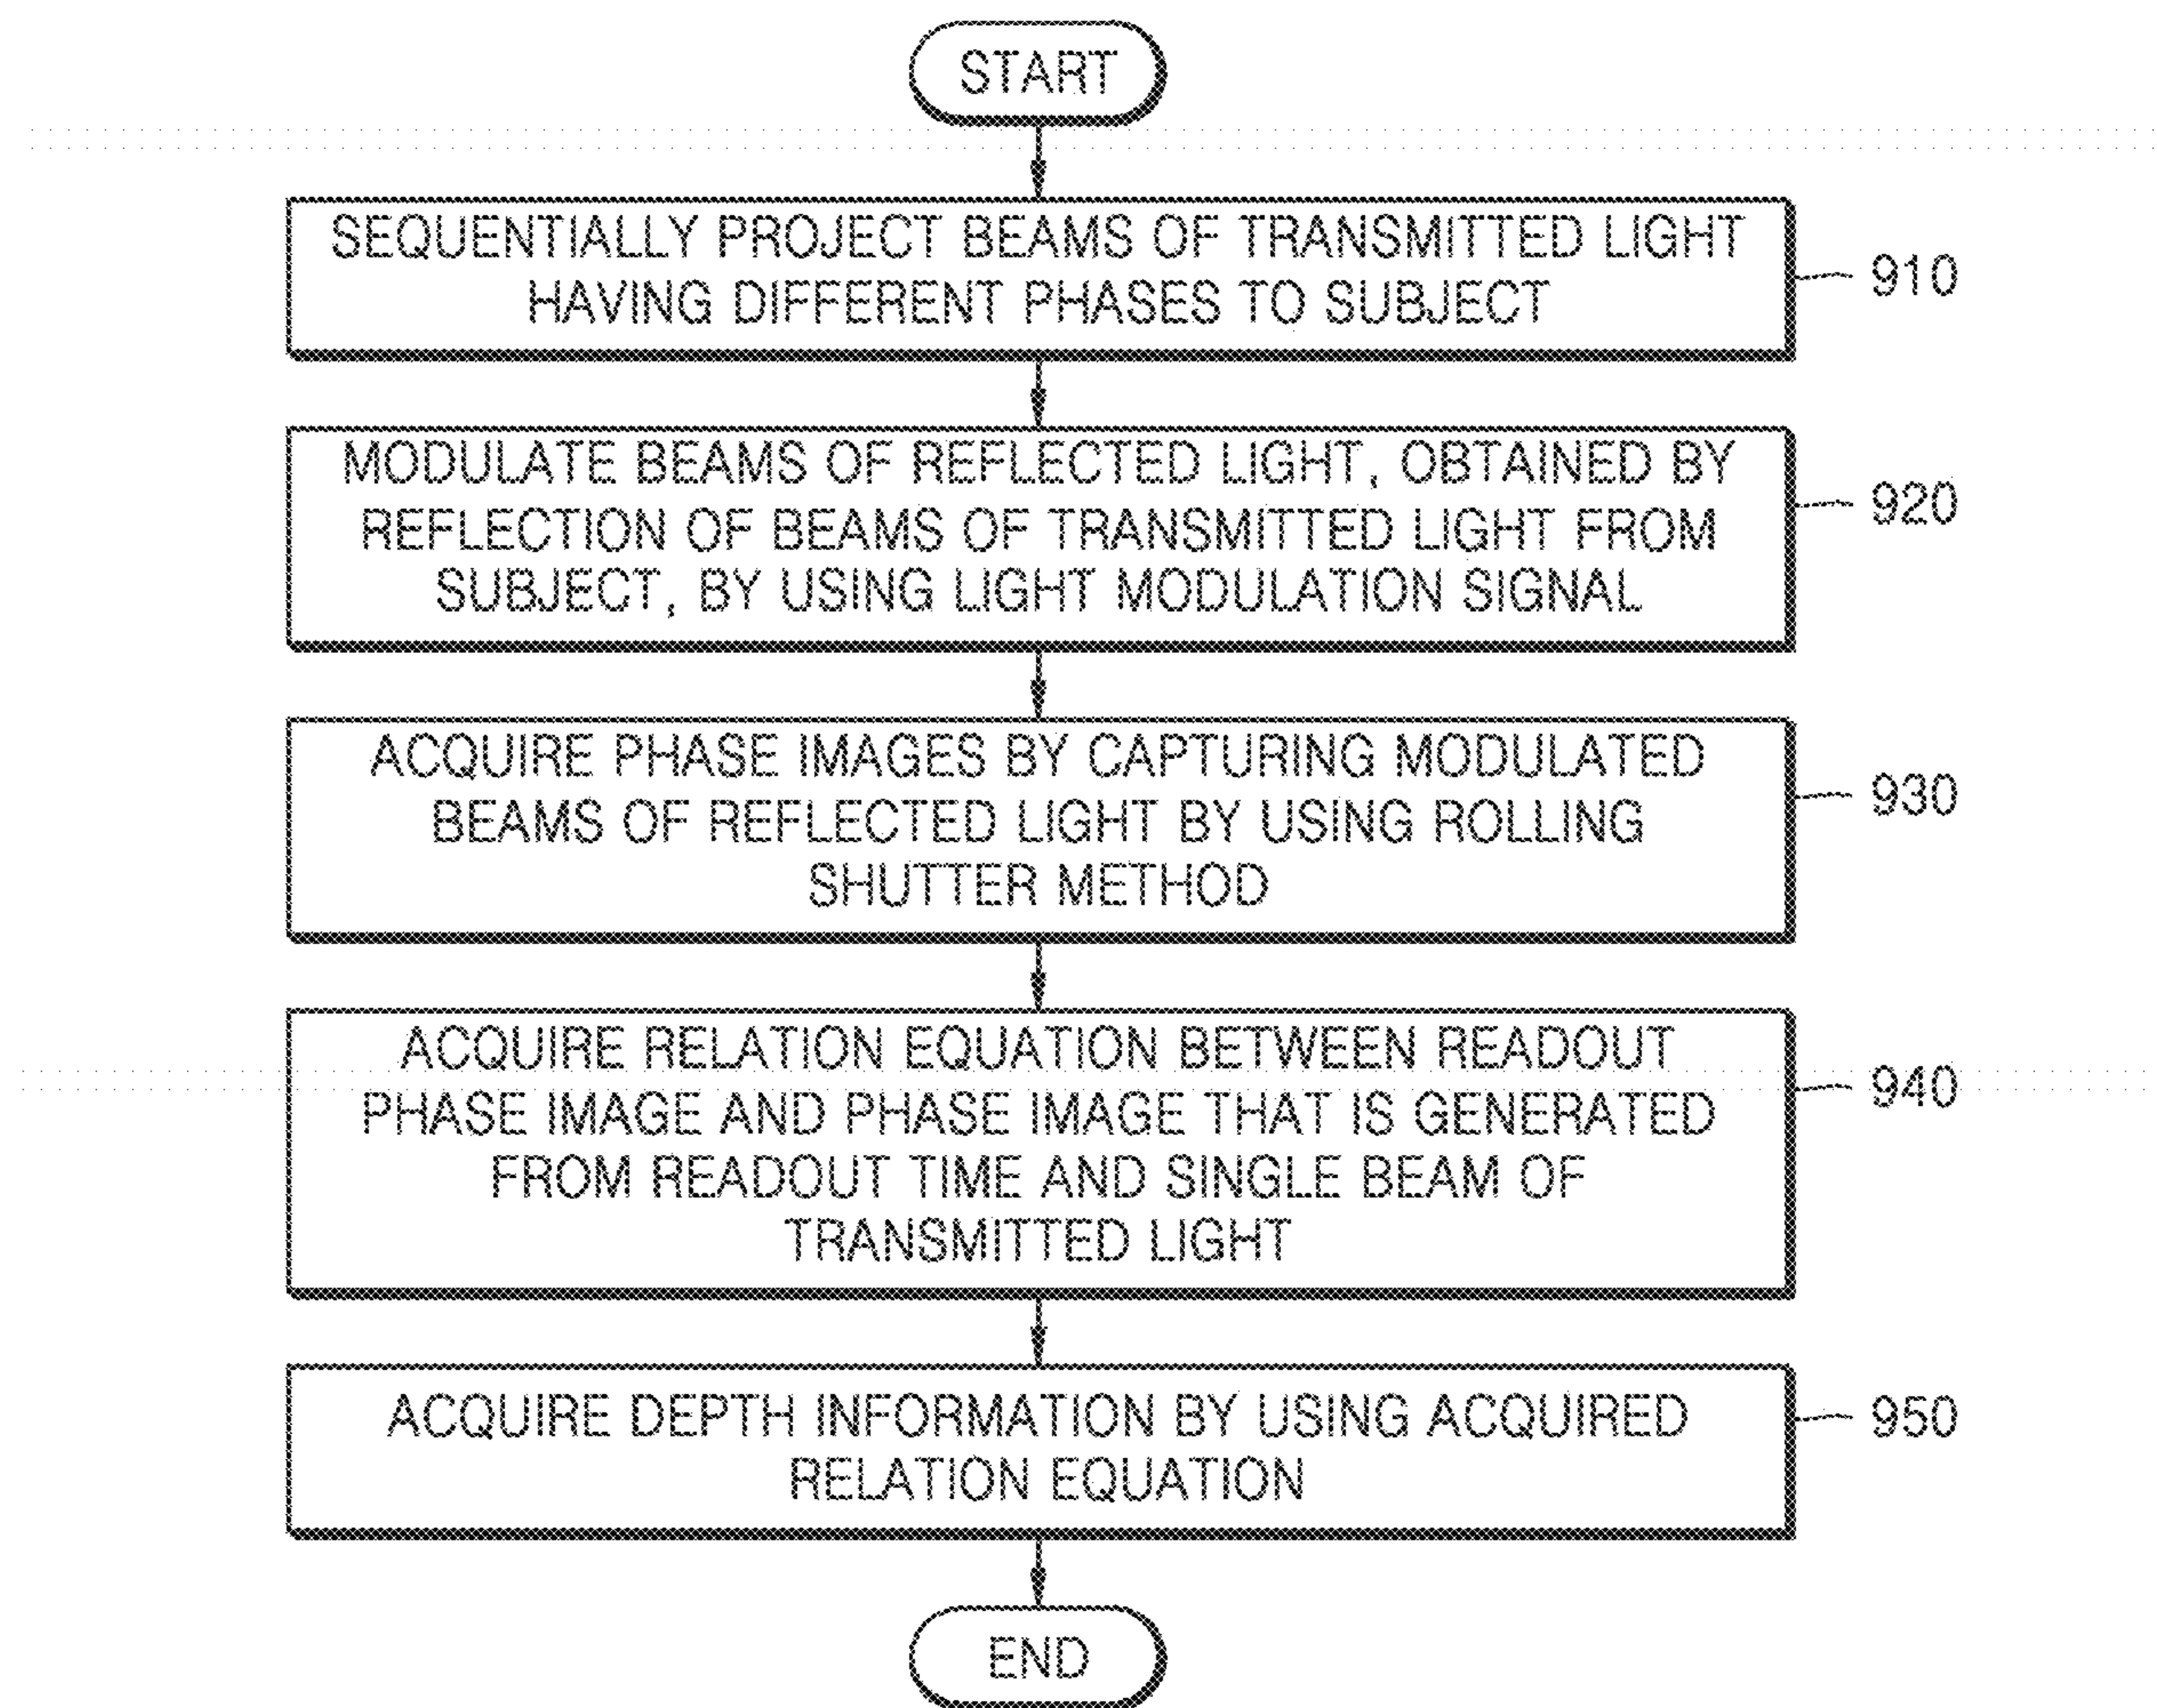 START
SEQUENTIALLY PROJECT BEAMS OF TRANSMITTED LIGHT
HAVING DIFFERENT PHASES TO SUBJECT
910
MODULATE BEAMS OF REFLECTED LIGHT, OBTAINED BY
REFLECTION OF BEAMS OF TRANSMITTED LIGHT FROM
SUBJECT, BY USING LIGHT MODULATION SIGNAL
920
ACQUIRE PHASE IMAGES BY CAPTURING MODULATED
BEAMS OF REFLECTED LIGHT BY USING ROLLING
SHUTTER METHOD
930
ACQUIRE RELATION EQUATION BETWEEN READOUT
PHASE IMAGE AND PHASE IMAGE THAT IS GENERATED
FROM READOUT TIME AND SINGLE BEAM OF
TRANSMITTED LIGHT
940
ACQUIRE DEPTH INFORMATION BY USING ACQUIRED
RELATION EQUATION
950
END